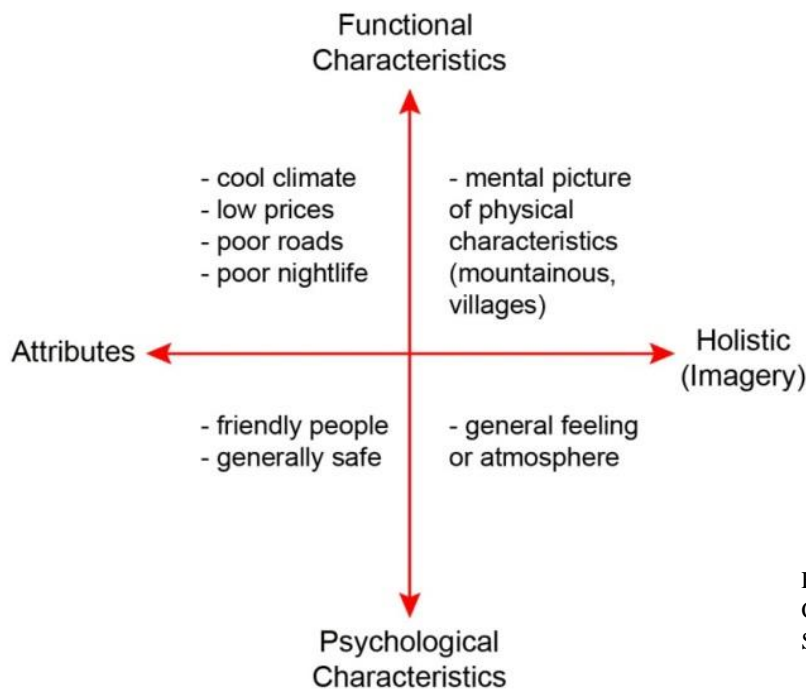 Functional
Characteristics
- cool climate
- low prices
- poor roads
- poor nightlife
- mental picture
of physical
characteristics
(mountainous,
villages)
Attributes
Holistic
(Imagery)
- friendly people
- generally safe
- general feeling
or atmosphere
Psychological
Characteristics